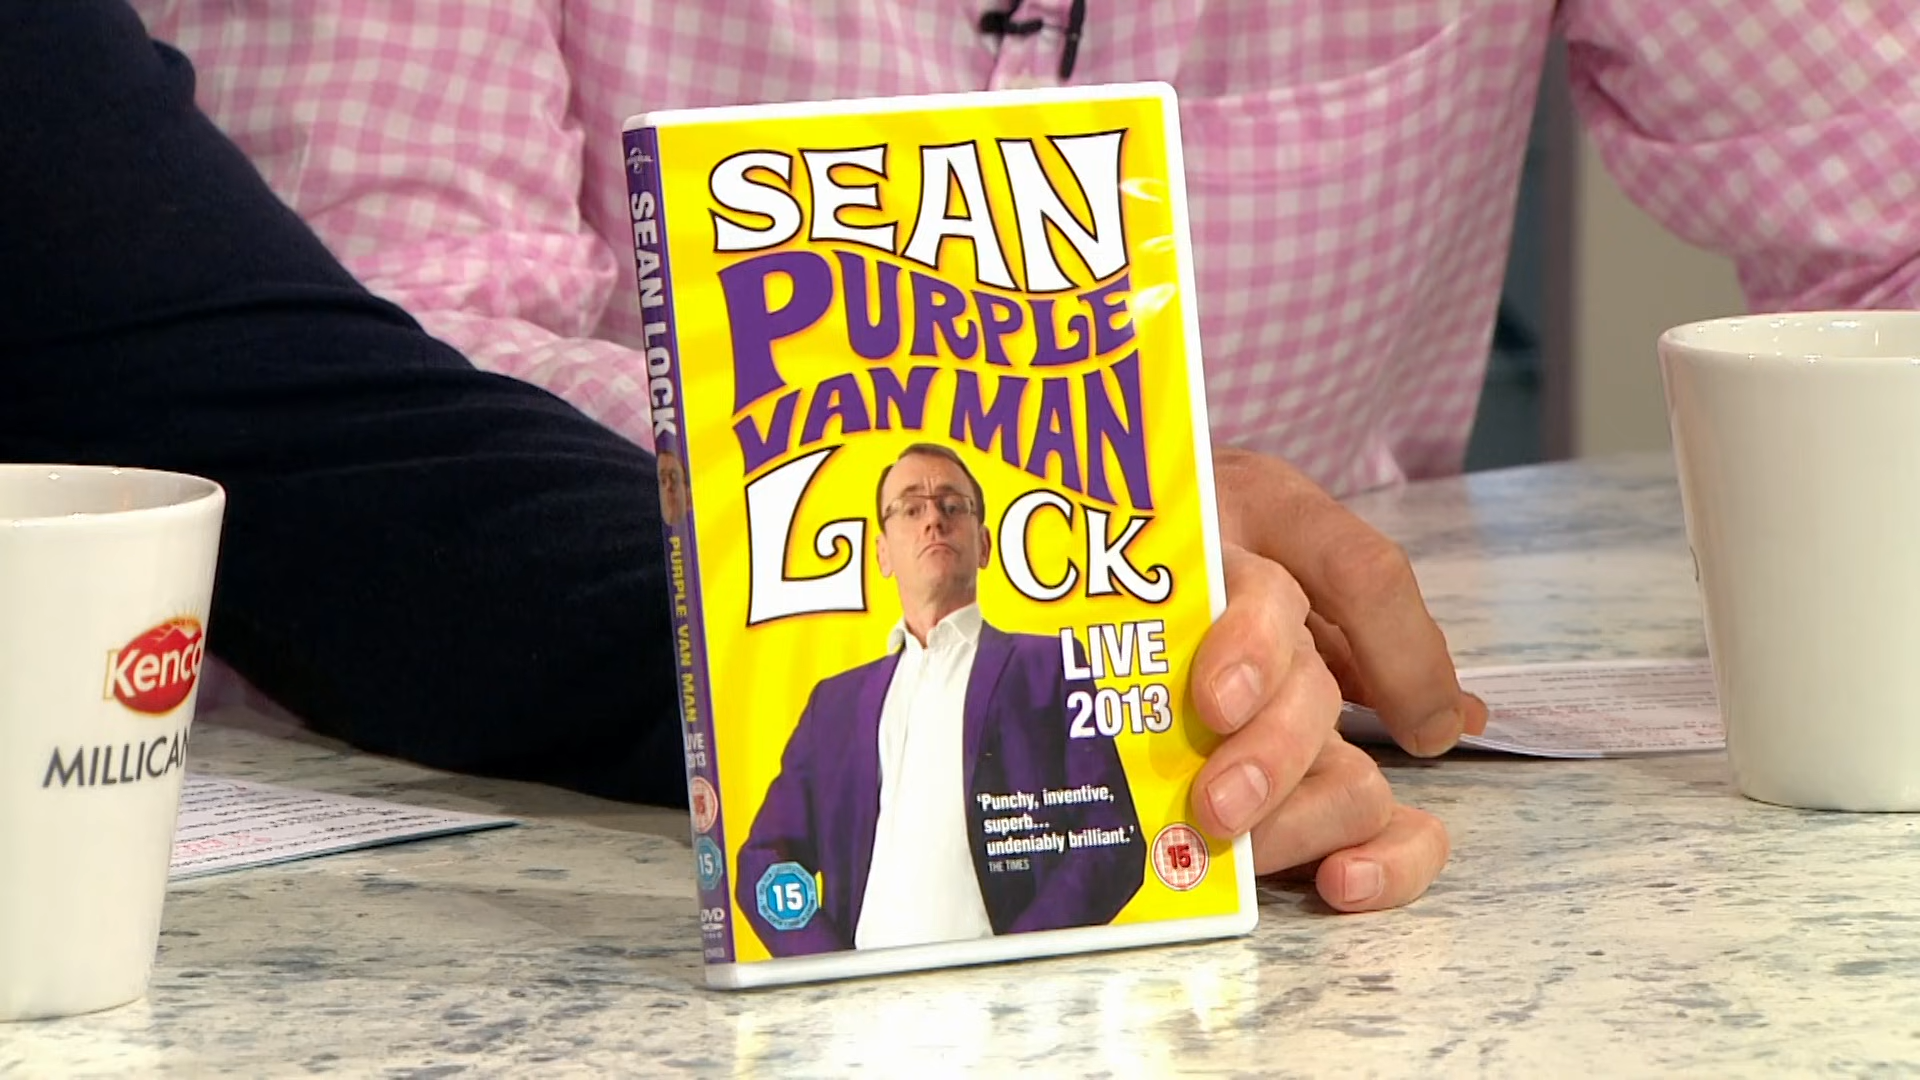 SEAN
PURPLE
VAN MAN
LOCK
LIVE
2013
'Punchy, inventive,
superb...
undeniably brilliant.'
THE TIMES
15
15
SEAN LOCK
PURPLE VAN MAN
LIVE
2013
15
15
DVD
Kenco
MILLICAN